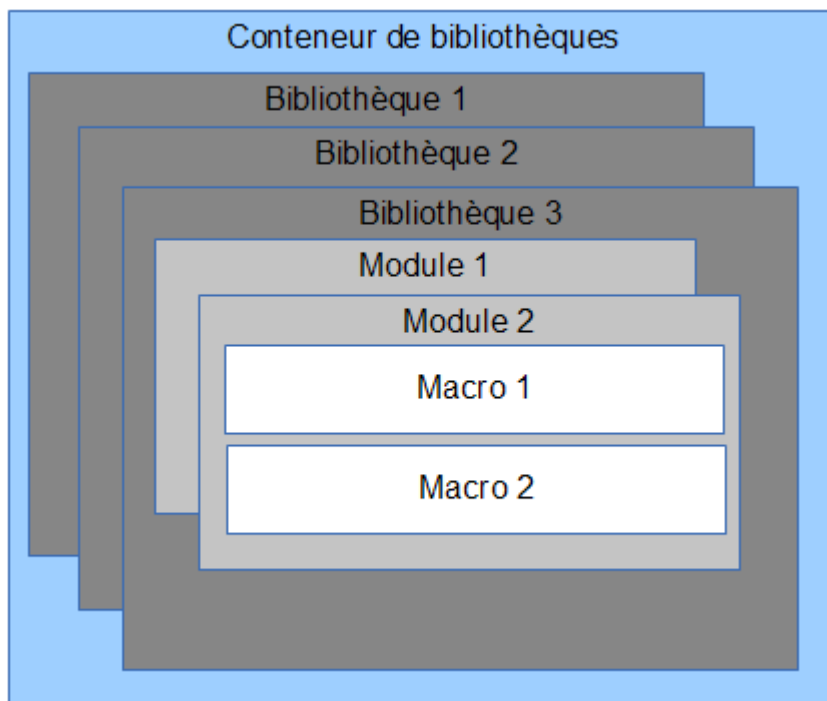 Conteneur de bibliothèques
Bibliothèque 1
Bibliothèque 2
Bibliothèque 3
Module 1
Module 2
Macro 1
Macro 2